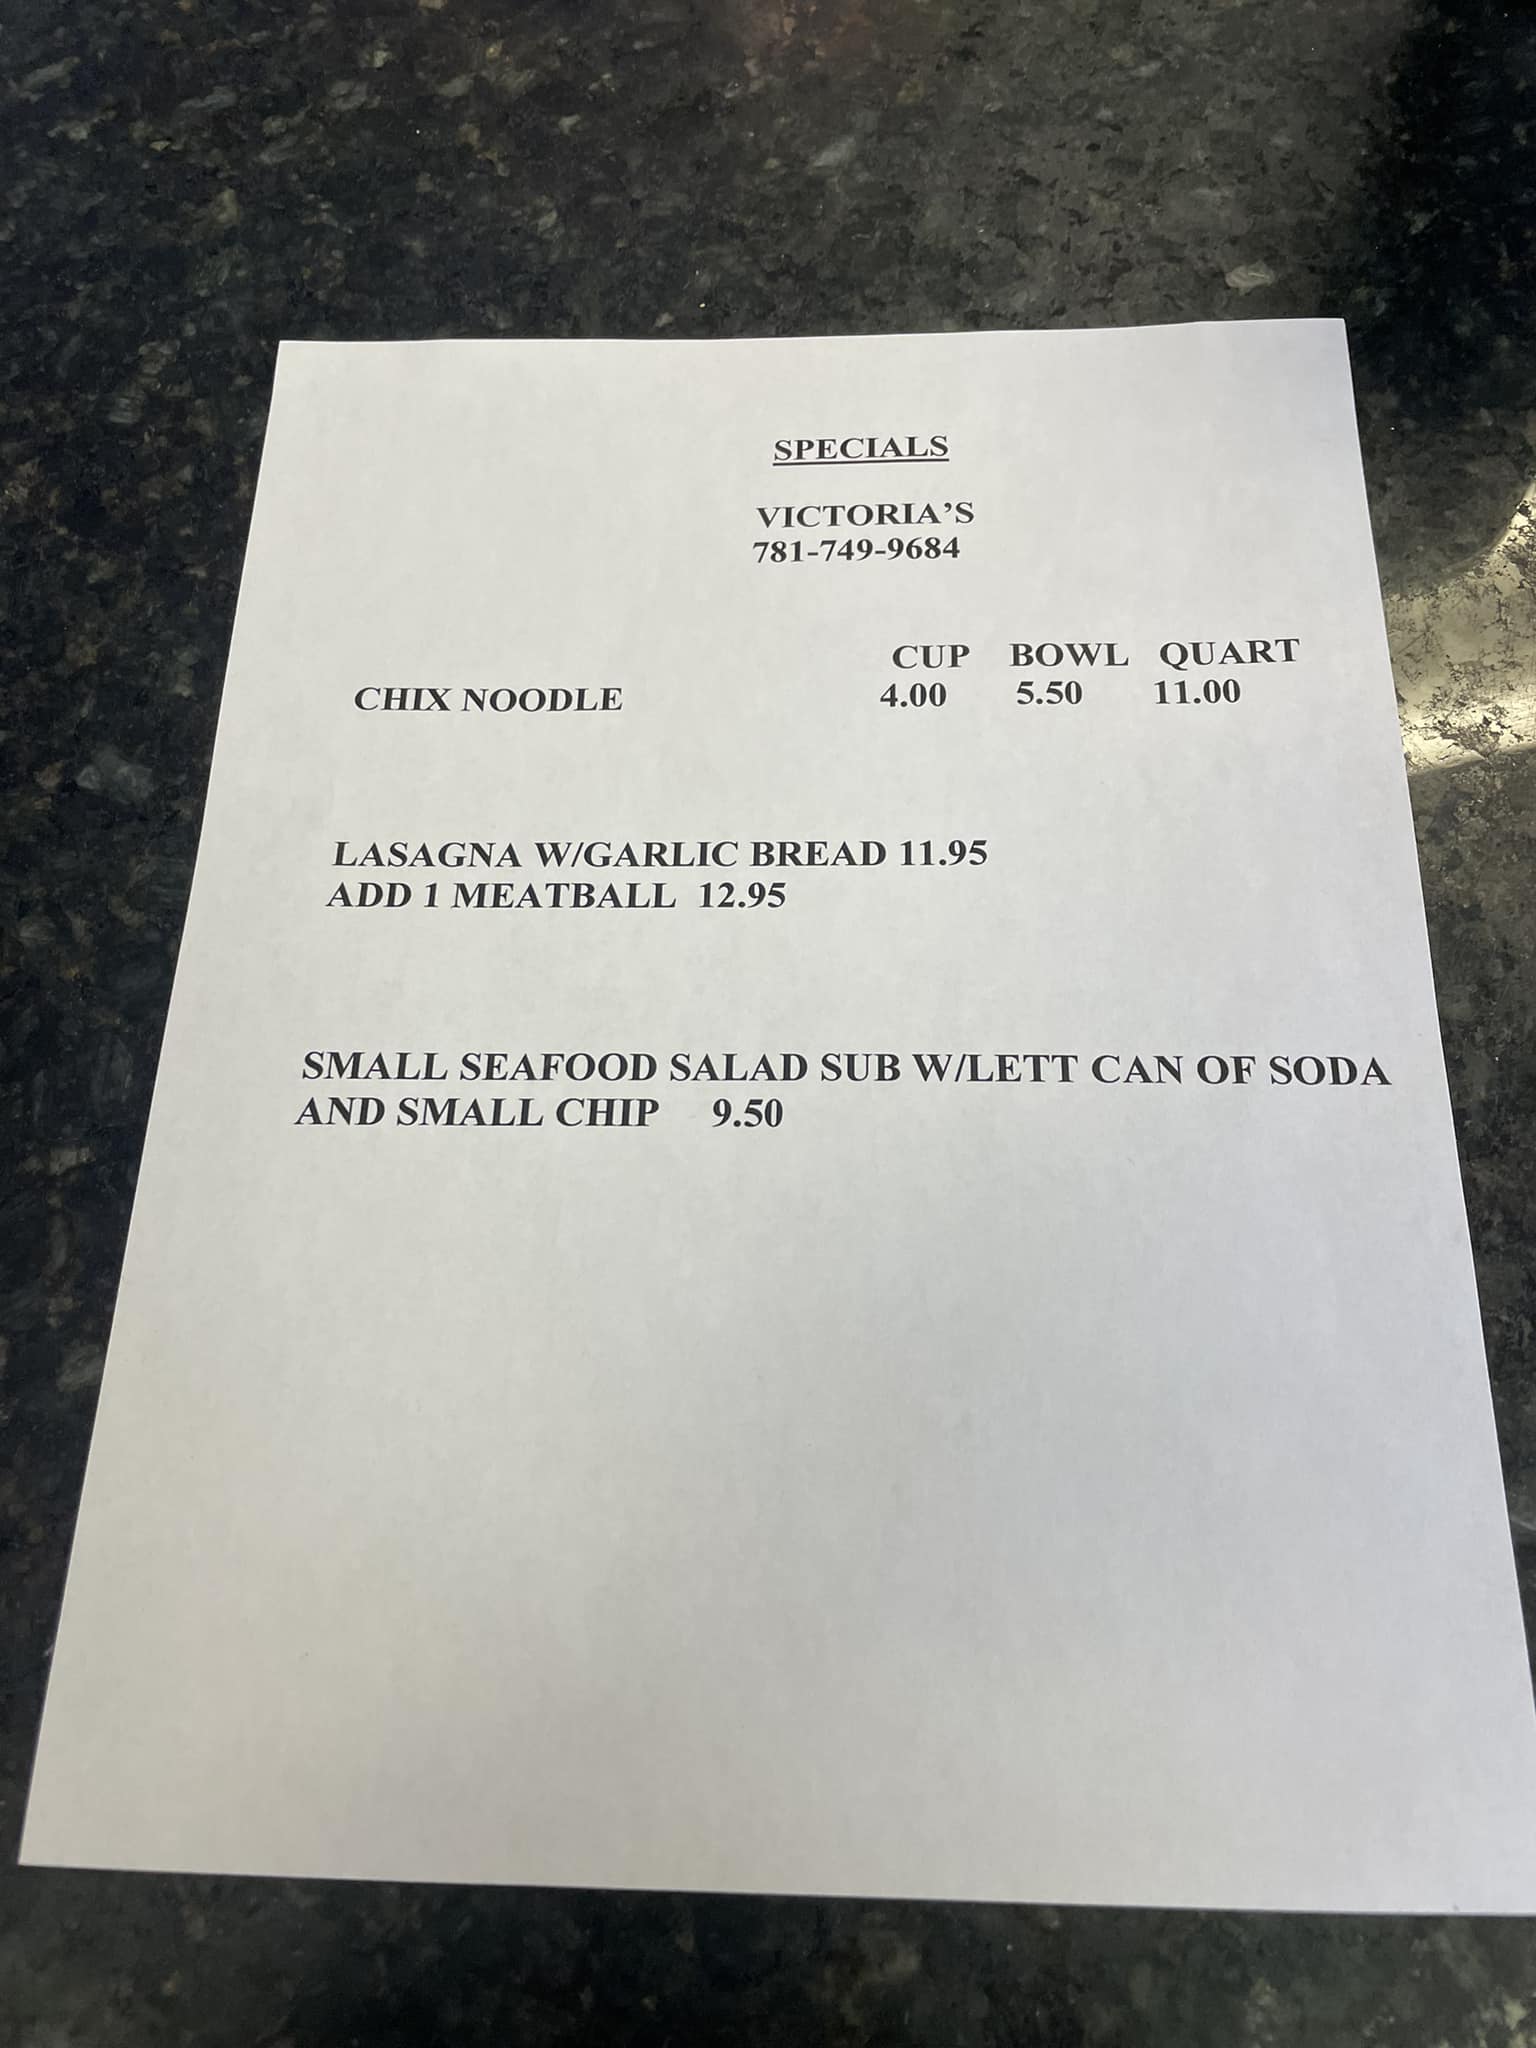 SPECIALS
VICTORIA'S
781-749-9684
CUP BOWL QUART
CHIX NOODLE 4.00 5.50 11.00
LASAGNA W/GARLIC BREAD 11.95
ADD 1 MEATBALL 12.95
SMALL SEAFOOD SALAD SUB W/LETT CAN OF SODA
AND SMALL CHIP 9.50